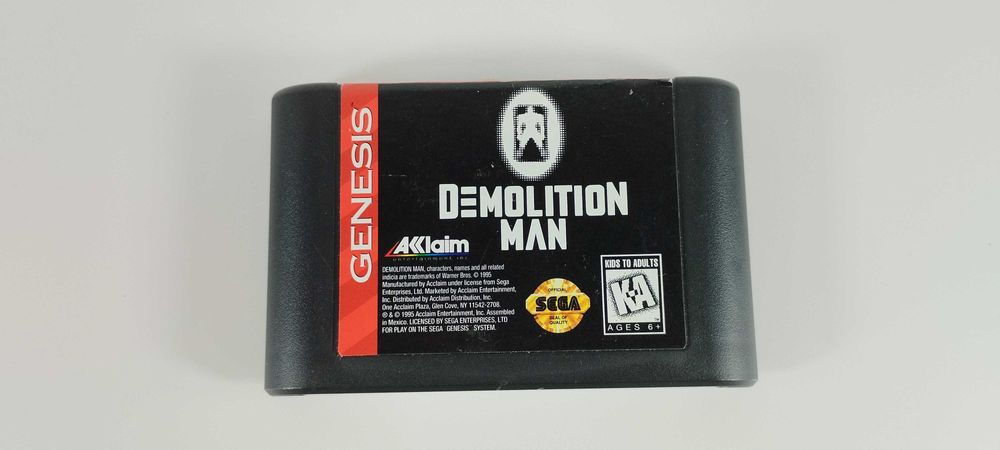 GENESIS
DEMOLITION
MAN
AKKlaim
entertainment inc.
DEMOLITION MAN, characters, names and all related
indicia are trademarks of Warner Bros. © 1995
Manufactured by Acclaim under license from Sega
Enterprises, Ltd. Marketed by Acclaim Entertainment,
Inc. Distributed by Acclaim Distribution, Inc.
One Acclaim Plaza, Glen Cove, NY 11542-2708.
® & © 1995 Acclaim Entertainment, Inc. Assembled
in Mexico. LICENSED BY SEGA ENTERPRISES, LTD
FOR PLAY ON THE SEGA GENESIS SYSTEM.
OFFICIAL
SEGA
SEAL OF
QUALITY
KIDS TO ADULTS
K-A
AGES 6+